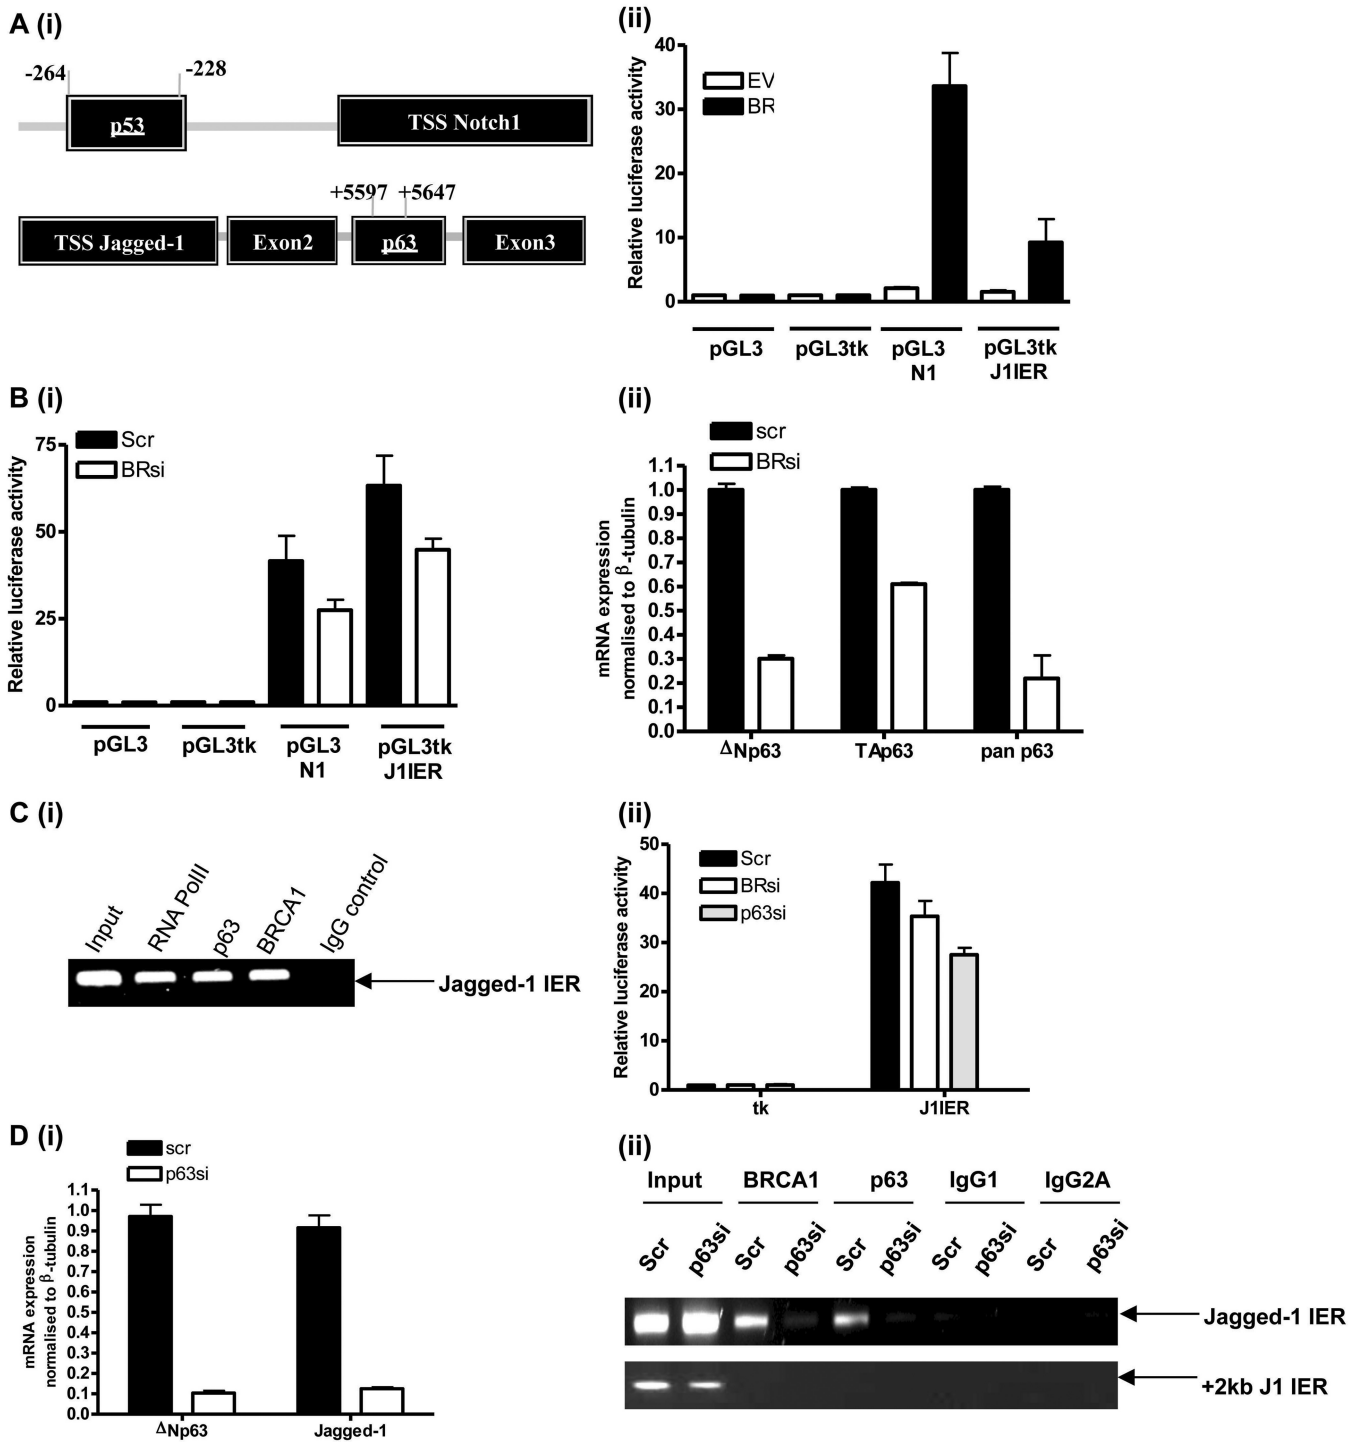 A (i)
-264
-228
p53
TSS Notch1
+5597
+5647
TSS Jagged-1
Exon2
p63
Exon3
(ii)
Relative luciferase activity
40
30
20
10
0
EV
BR
pGL3
pGL3tk
pGL3
N1
pGL3tk
J1IER
B (i)
Scr
BRsi
Relative luciferase activity
75
50
25
0
pGL3
pGL3tk
pGL3
N1
pGL3tk
J1IER
(ii)
scr
BRsi
mRNA expression
normalised to β-tubulin
1.1
1.0
0.9
0.8
0.7
0.6
0.5
0.4
0.3
0.2
0.1
0.0
ΔNp63
TAp63
pan p63
C (i)
Input
RNA PolII
p63
BRCA1
IgG control
Jagged-1 IER
(ii)
Scr
BRsi
p63si
Relative luciferase activity
50
40
30
20
10
0
tk
J1IER
D (i)
scr
p63si
mRNA expression
normalised to β-tubulin
1.1
1.0
0.9
0.8
0.7
0.6
0.5
0.4
0.3
0.2
0.1
0.0
ΔNp63
Jagged-1
(ii)
Input
BRCA1
p63
IgG1
IgG2A
Scr
p63si
Scr
p63si
Scr
p63si
Scr
p63si
Scr
p63si
Jagged-1 IER
+2kb J1 IER